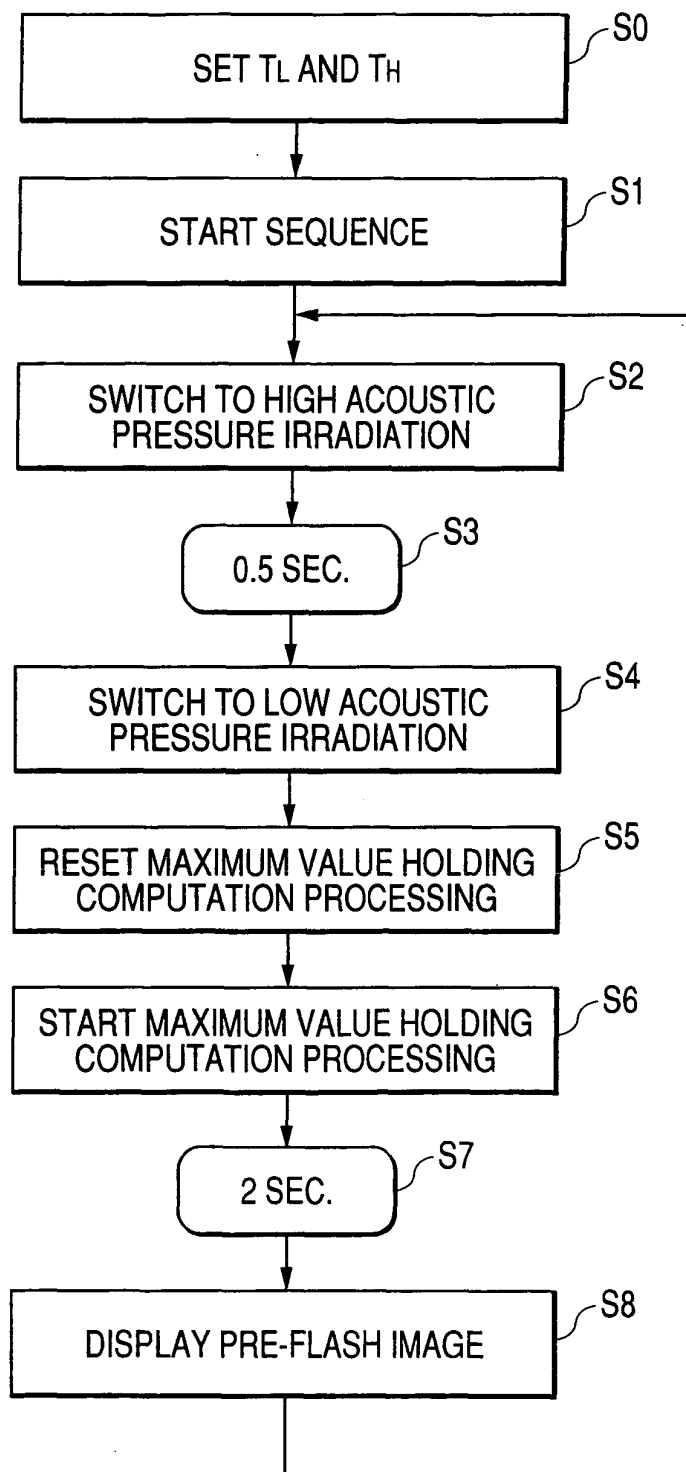 S0
SET TL AND TH
S1
START SEQUENCE
S2
SWITCH TO HIGH ACOUSTIC
PRESSURE IRRADIATION
S3
0.5 SEC.
S4
SWITCH TO LOW ACOUSTIC
PRESSURE IRRADIATION
S5
RESET MAXIMUM VALUE HOLDING
COMPUTATION PROCESSING
S6
START MAXIMUM VALUE HOLDING
COMPUTATION PROCESSING
S7
2 SEC.
S8
DISPLAY PRE-FLASH IMAGE